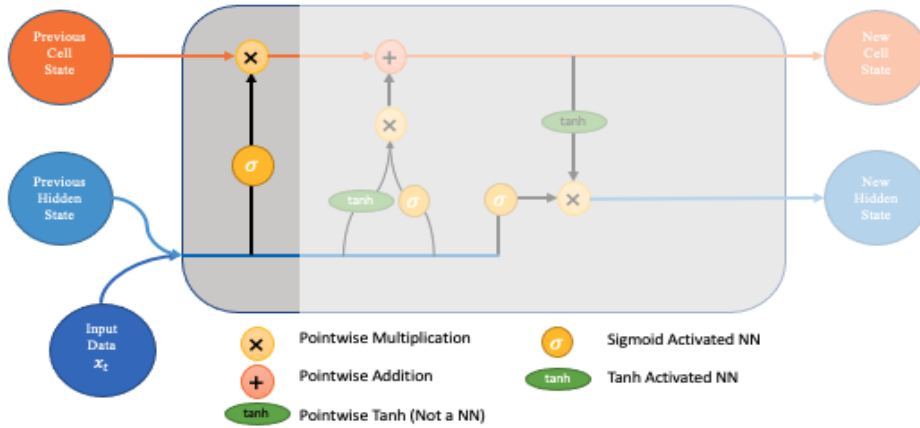 Previous
Cell
State
×
+
New
Cell
State
×
tanh
σ
Previous
Hidden
State
tanh
σ
σ
×
New
Hidden
State
Input
Data
x_t
× Pointwise Multiplication
σ Sigmoid Activated NN
+ Pointwise Addition
tanh Tanh Activated NN
tanh Pointwise Tanh (Not a NN)